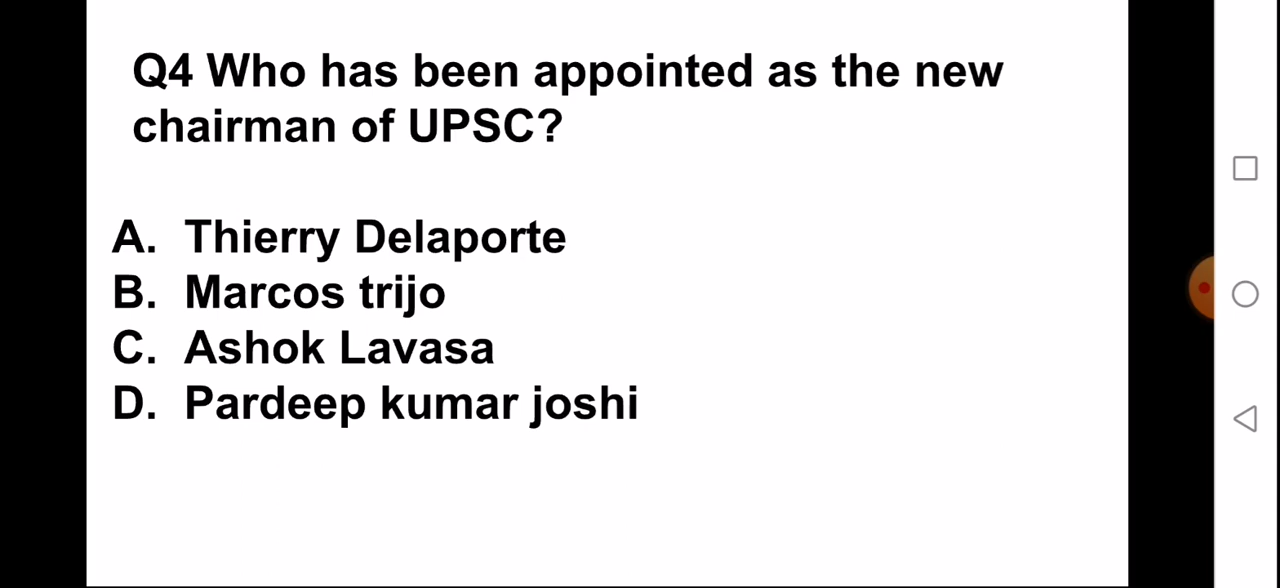 Q4 Who has been appointed as the new
chairman of UPSC?
A. Thierry Delaporte
B. Marcos trijo
C. Ashok Lavasa
D. Pardeep kumar joshi